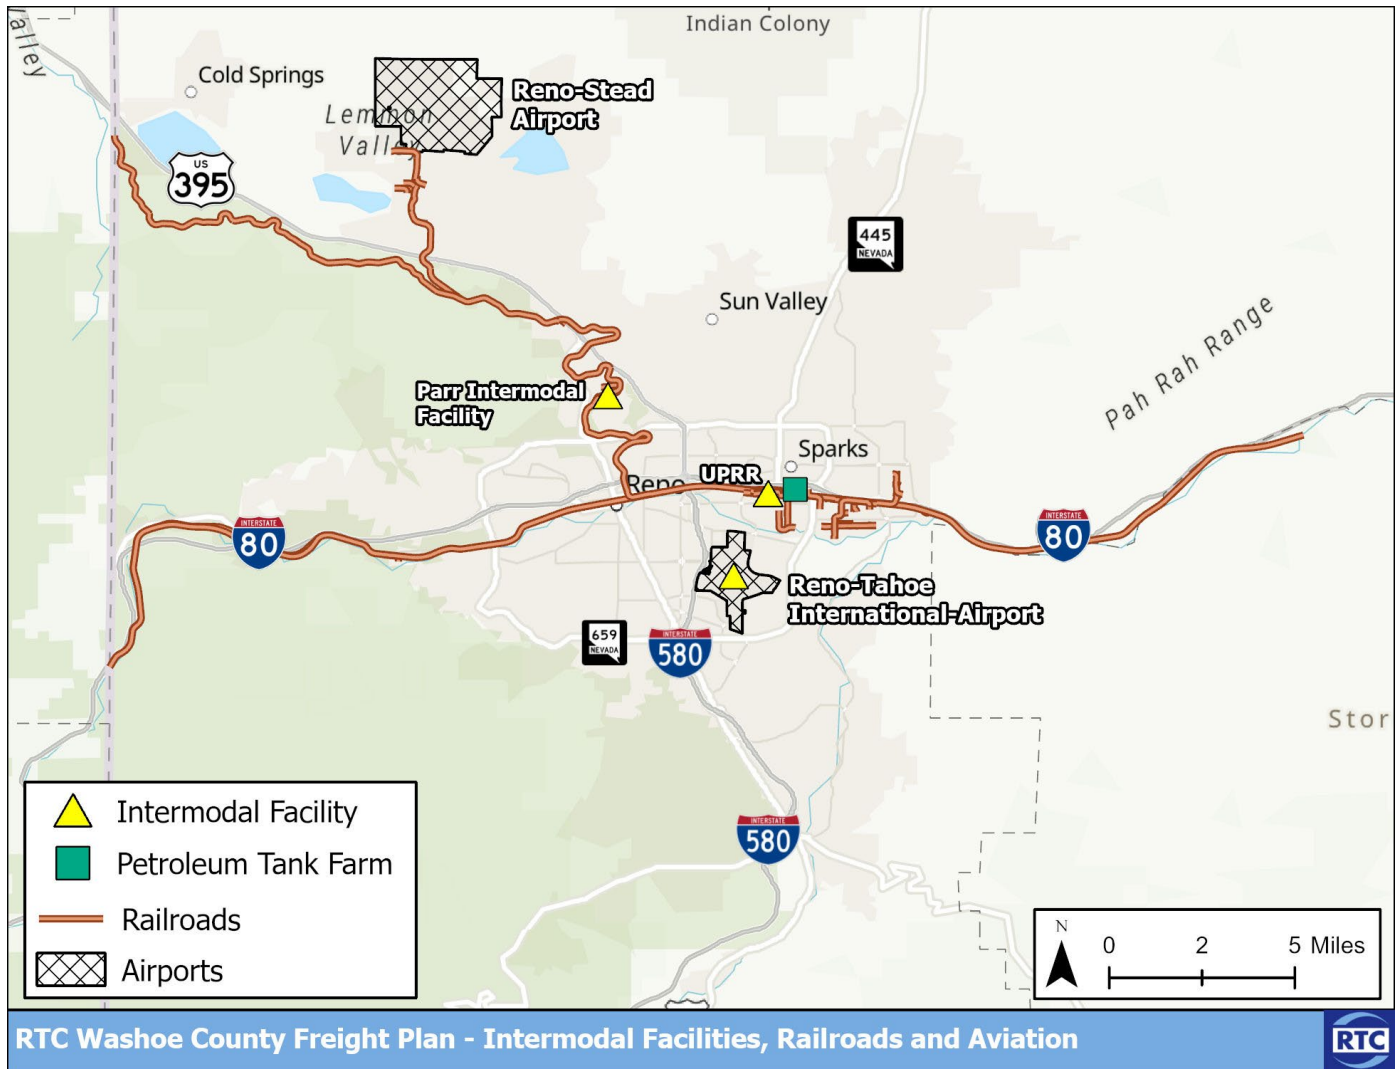 alley
Indian Colony
Cold Springs
Reno-Stead
Airport
Lemmon
Valley
US
395
445
NEVADA
Sun Valley
Pah Rah Range
Parr Intermodal
Facility
Sparks
UPRR
Reno
INTERSTATE
80
INTERSTATE
80
Reno-Tahoe
International-Airport
659
NEVADA
INTERSTATE
580
Stor
INTERSTATE
580
Intermodal Facility
Petroleum Tank Farm
Railroads
Airports
N
0 2 5 Miles
RTC Washoe County Freight Plan - Intermodal Facilities, Railroads and Aviation
RTC